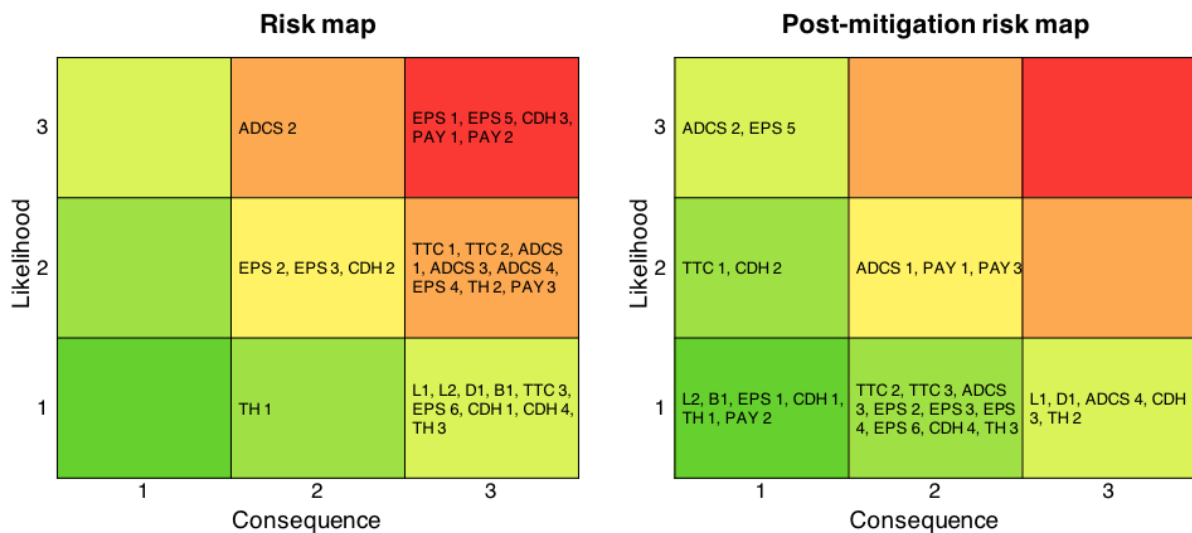 Risk map
Likelihood
3
ADCS 2
EPS 1, EPS 5, CDH 3,
PAY 1, PAY 2
2
EPS 2, EPS 3, CDH 2
TTC 1, TTC 2, ADCS
1, ADCS 3, ADCS 4,
EPS 4, TH 2, PAY 3
1
TH 1
L1, L2, D1, B1, TTC 3,
EPS 6, CDH 1, CDH 4,
TH 3
1
2
3
Consequence
Post-mitigation risk map
Likelihood
3
ADCS 2, EPS 5
2
TTC 1, CDH 2
ADCS 1, PAY 1, PAY 3
1
L2, B1, EPS 1, CDH 1,
TH 1, PAY 2
TTC 2, TTC 3, ADCS
3, EPS 2, EPS 3, EPS
4, EPS 6, CDH 4, TH 3
L1, D1, ADCS 4, CDH
3, TH 2
1
2
3
Consequence